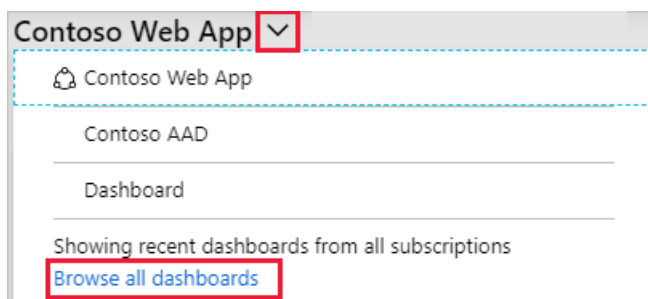 Contoso Web App
Contoso Web App
Contoso AAD
Dashboard
Showing recent dashboards from all subscriptions
Browse all dashboards